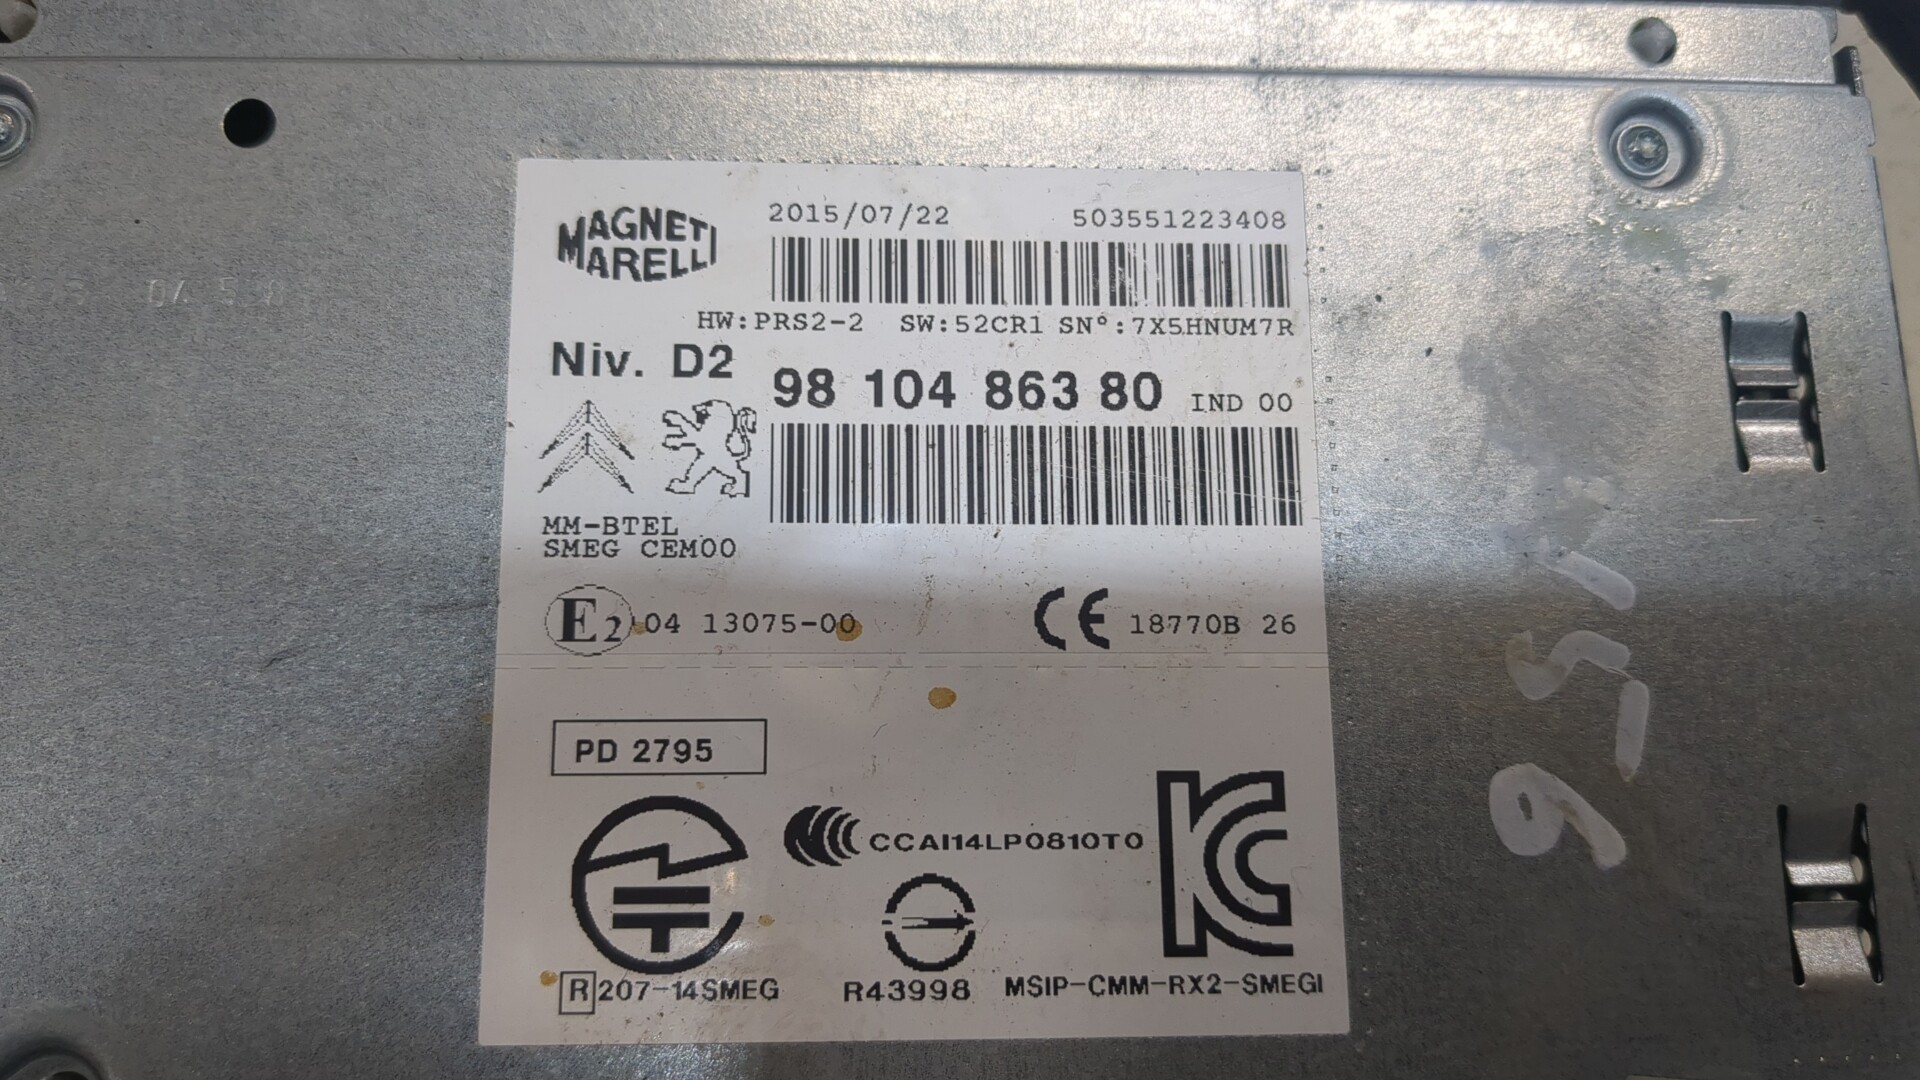 MAGNETI
MARELLI
2015/07/22 503551223408
HW:PRS2-2 SW:52CR1 SN°:7X5HNUM7R
Niv. D2
98 104 863 80 IND 00
MM-BTEL
SMEG CEM00
E2 04 13075-00
CE 18770B 26
PD 2795
CCAI14LP0810T0
R 207-14SMEG
R43998
MSIP-CMM-RX2-SMEGI